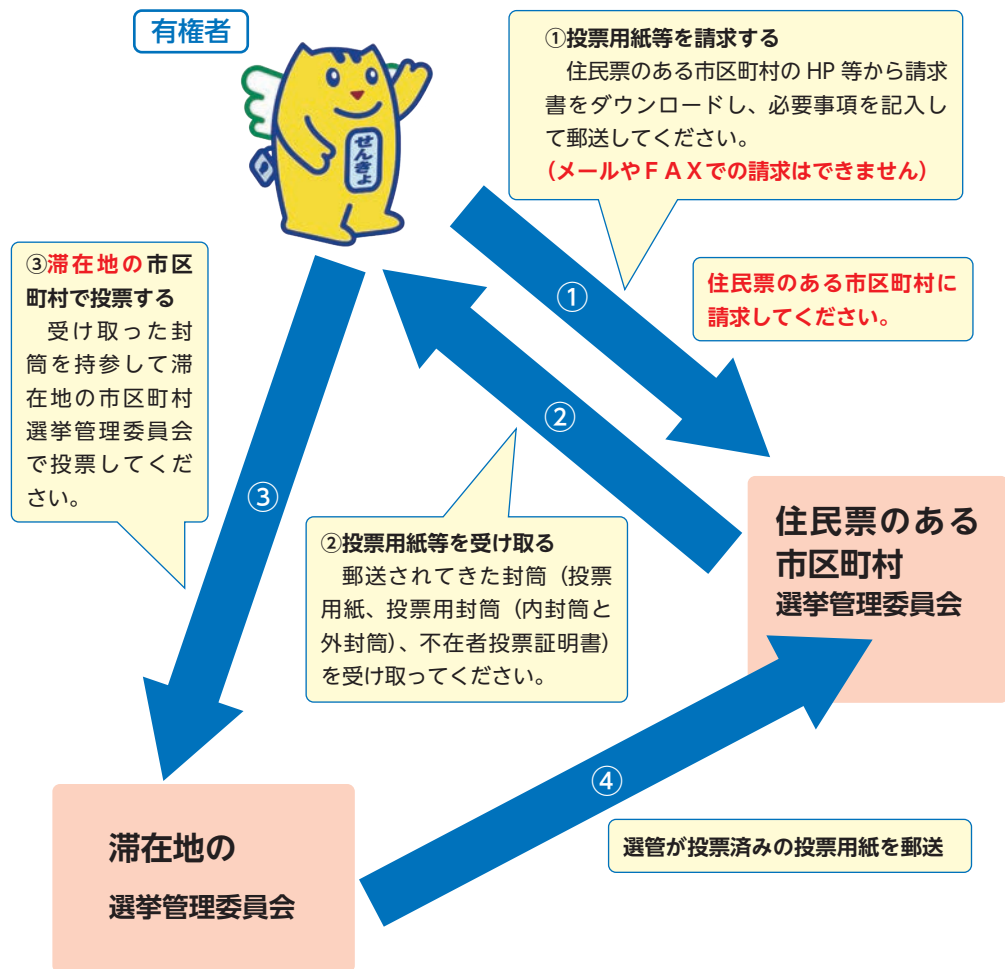 有権者
せんきょ
①投票用紙等を請求する
住民票のある市区町村の HP 等から請求
書をダウンロードし、必要事項を記入し
て郵送してください。
(メールやＦＡＸでの請求はできません)
住民票のある市区町村に
請求してください。
①
②
③滞在地の市区
町村で投票する
受け取った封
筒を持参して滞
在地の市区町村
選挙管理委員会
で投票してくだ
さい。
③
②投票用紙等を受け取る
郵送されてきた封筒（投票
用紙、投票用封筒（内封筒と
外封筒）、不在者投票証明書）
を受け取ってください。
住民票のある
市区町村
選挙管理委員会
④
選管が投票済みの投票用紙を郵送
滞在地の
選挙管理委員会